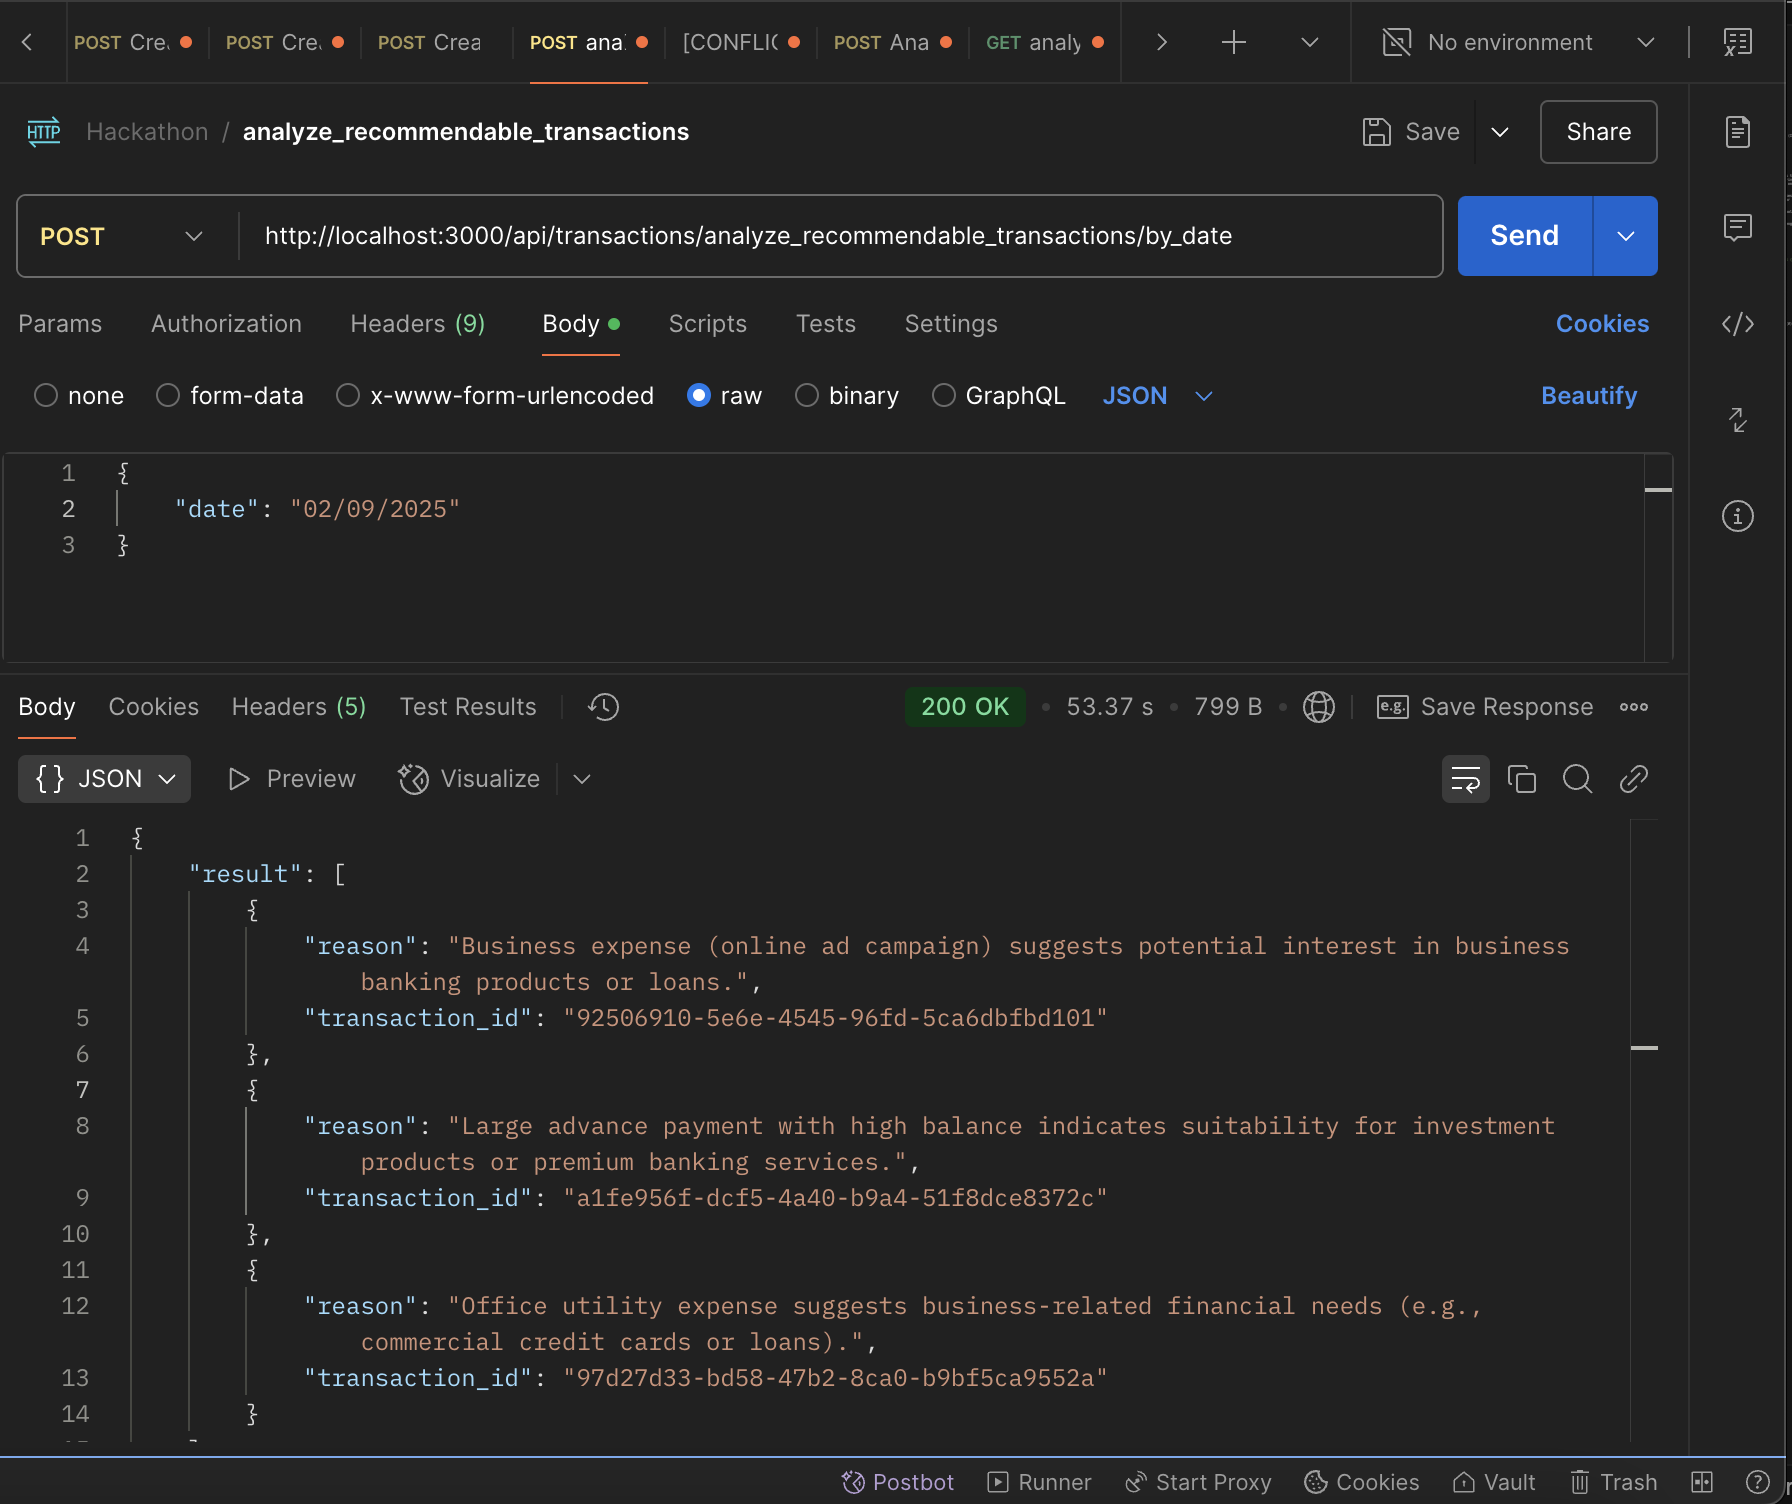 POST Cre
POST Cre
POST Crea
POST ana
[CONFLI
POST Ana
GET analy
No environment
HTTP Hackathon / analyze_recommendable_transactions
Save
Share
POST
http://localhost:3000/api/transactions/analyze_recommendable_transactions/by_date
Send
Params Authorization Headers (9) Body Scripts Tests Settings Cookies
none form-data x-www-form-urlencoded raw binary GraphQL JSON Beautify
1 {
2 "date": "02/09/2025"
3 }
Body Cookies Headers (5) Test Results 200 OK • 53.37 s • 799 B • e.g. Save Response
{} JSON Preview Visualize
1 {
2 "result": [
3 {
4 "reason": "Business expense (online ad campaign) suggests potential interest in business
banking products or loans.",
5 "transaction_id": "92506910-5e6e-4545-96fd-5ca6dbfbd101"
6 },
7 {
8 "reason": "Large advance payment with high balance indicates suitability for investment
products or premium banking services.",
9 "transaction_id": "a1fe956f-dcf5-4a40-b9a4-51f8dce8372c"
10 },
11 {
12 "reason": "Office utility expense suggests business-related financial needs (e.g.,
commercial credit cards or loans).",
13 "transaction_id": "97d27d33-bd58-47b2-8ca0-b9bf5ca9552a"
14 }
Postbot Runner Start Proxy Cookies Vault Trash